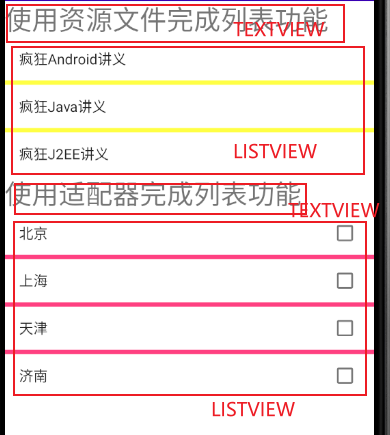 使用资源文件完成列表功能
TEXTVIEW
疯狂Android讲义
疯狂Java讲义
疯狂J2EE讲义
LISTVIEW
使用适配器完成列表功能
TEXTVIEW
北京
上海
天津
济南
LISTVIEW